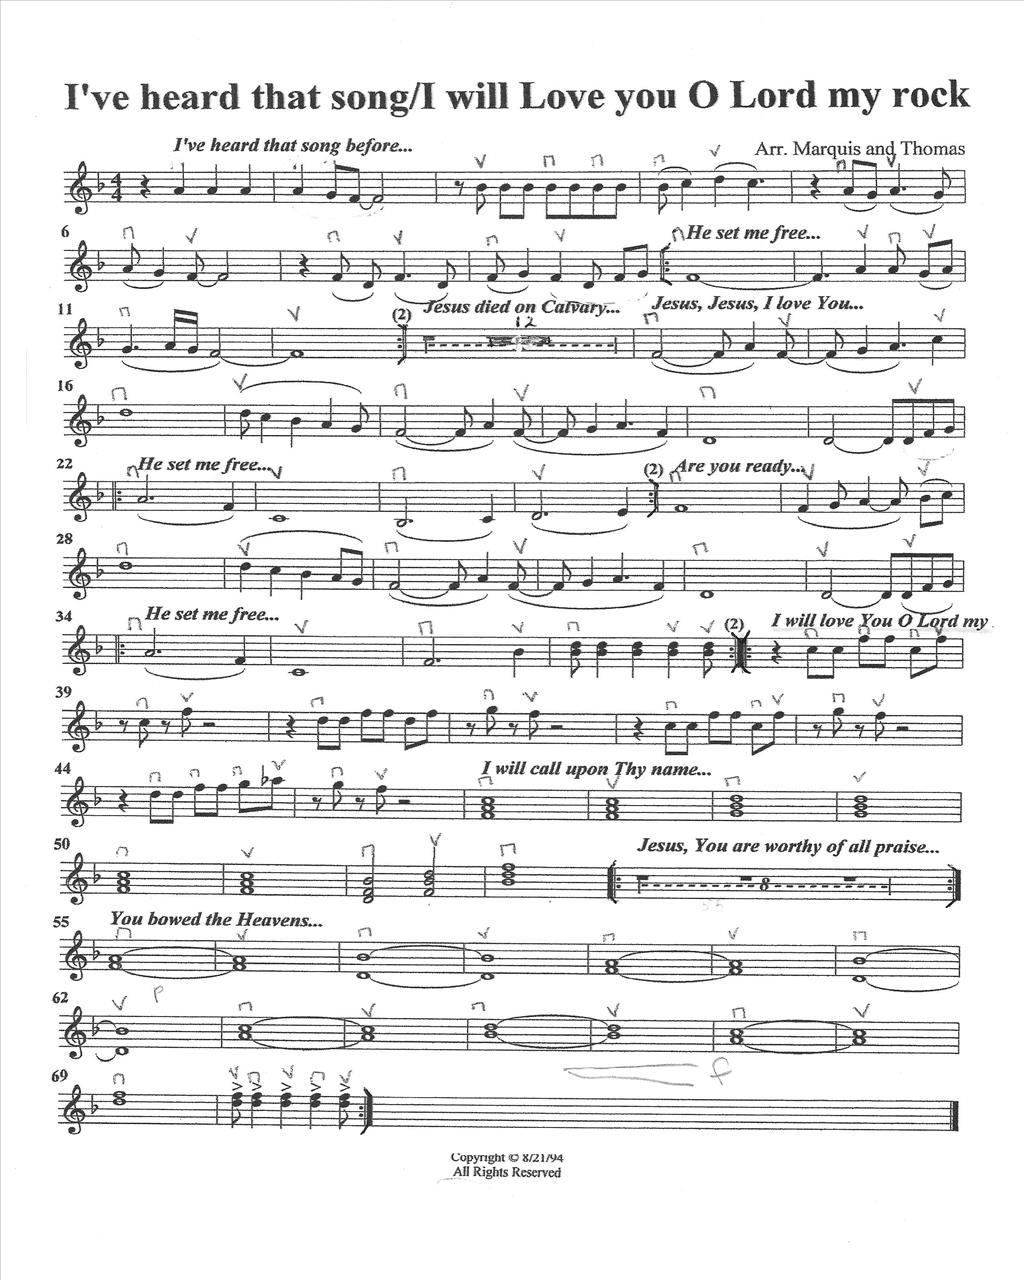 I've heard that song/I will Love you O Lord my rock
I've heard that song before...
Arr. Marquis and Thomas
4
4
6
He set me free...
11
(2)
Jesus died on Calvary...
12
Jesus, Jesus, I love You...
16
22
He set me free...
(2)
Are you ready...
28
34
He set me free...
(2)
I will love You O Lord my
39
44
I will call upon Thy name...
50
Jesus, You are worthy of all praise...
8
55
You bowed the Heavens...
62
P
f
69
Copyright © 8/21/94
All Rights Reserved